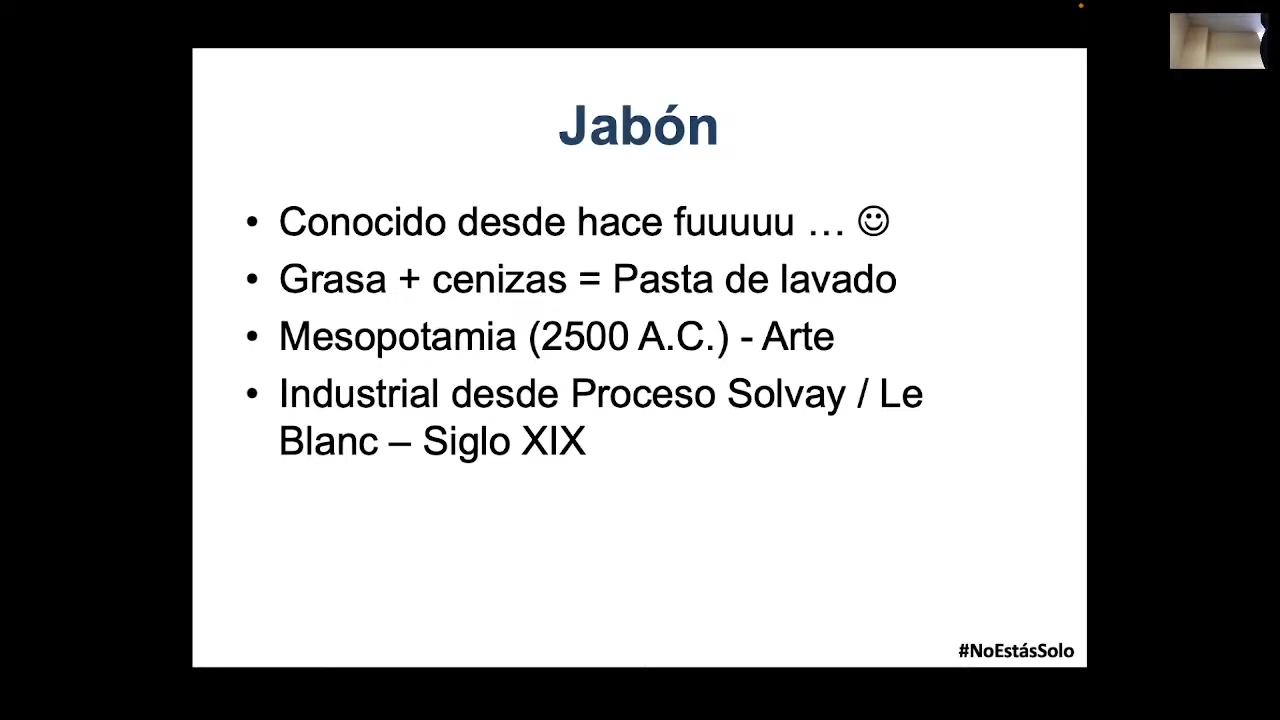 Jabón
• Conocido desde hace fuuuuu … ☺
• Grasa + cenizas = Pasta de lavado
• Mesopotamia (2500 A.C.) - Arte
• Industrial desde Proceso Solvay / Le
Blanc – Siglo XIX
#NoEstásSolo